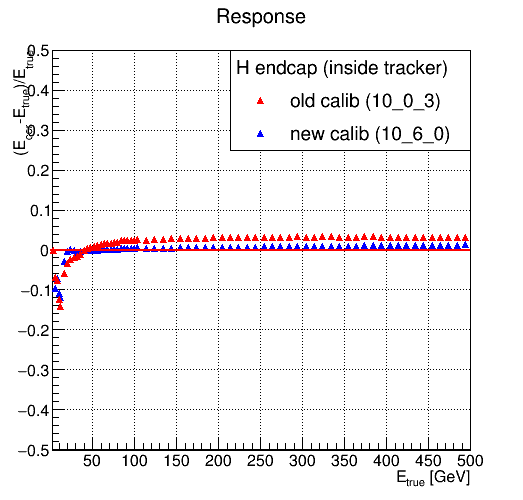 Response
(E_cor-E_true)/E_true
H endcap (inside tracker)
old calib (10_0_3)
new calib (10_6_0)
0.5
0.4
0.3
0.2
0.1
0
−0.1
−0.2
−0.3
−0.4
−0.5
50 100 150 200 250 300 350 400 450 500
E_true [GeV]